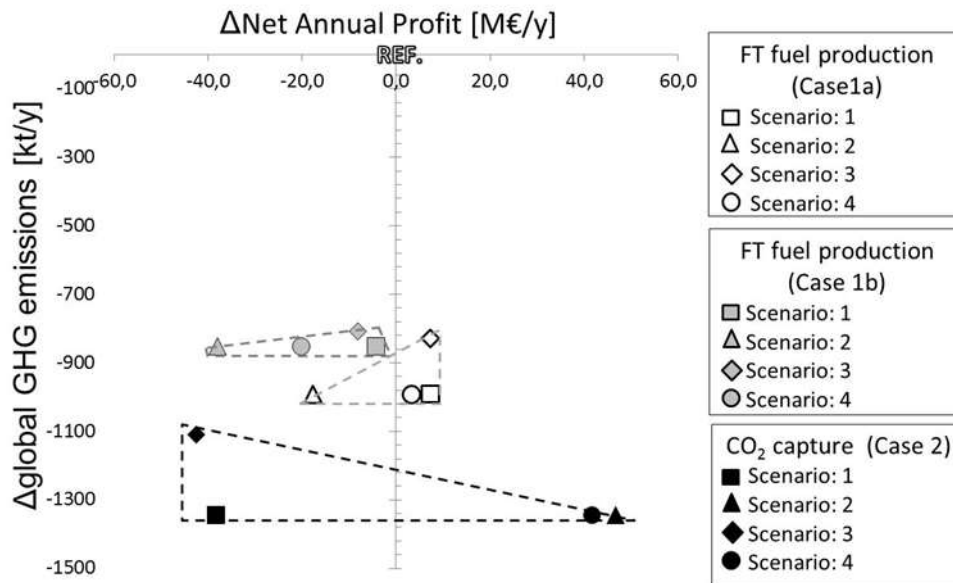 ΔNet Annual Profit [M€/y]
REF.
-60,0 -40,0 -20,0 0,0 20,0 40,0 60,0
Δglobal GHG emissions [kt/y]
-100
-300
-500
-700
-900
-1100
-1300
-1500
FT fuel production
(Case1a)
Scenario: 1
Scenario: 2
Scenario: 3
Scenario: 4
FT fuel production
(Case 1b)
Scenario: 1
Scenario: 2
Scenario: 3
Scenario: 4
CO₂ capture (Case 2)
Scenario: 1
Scenario: 2
Scenario: 3
Scenario: 4